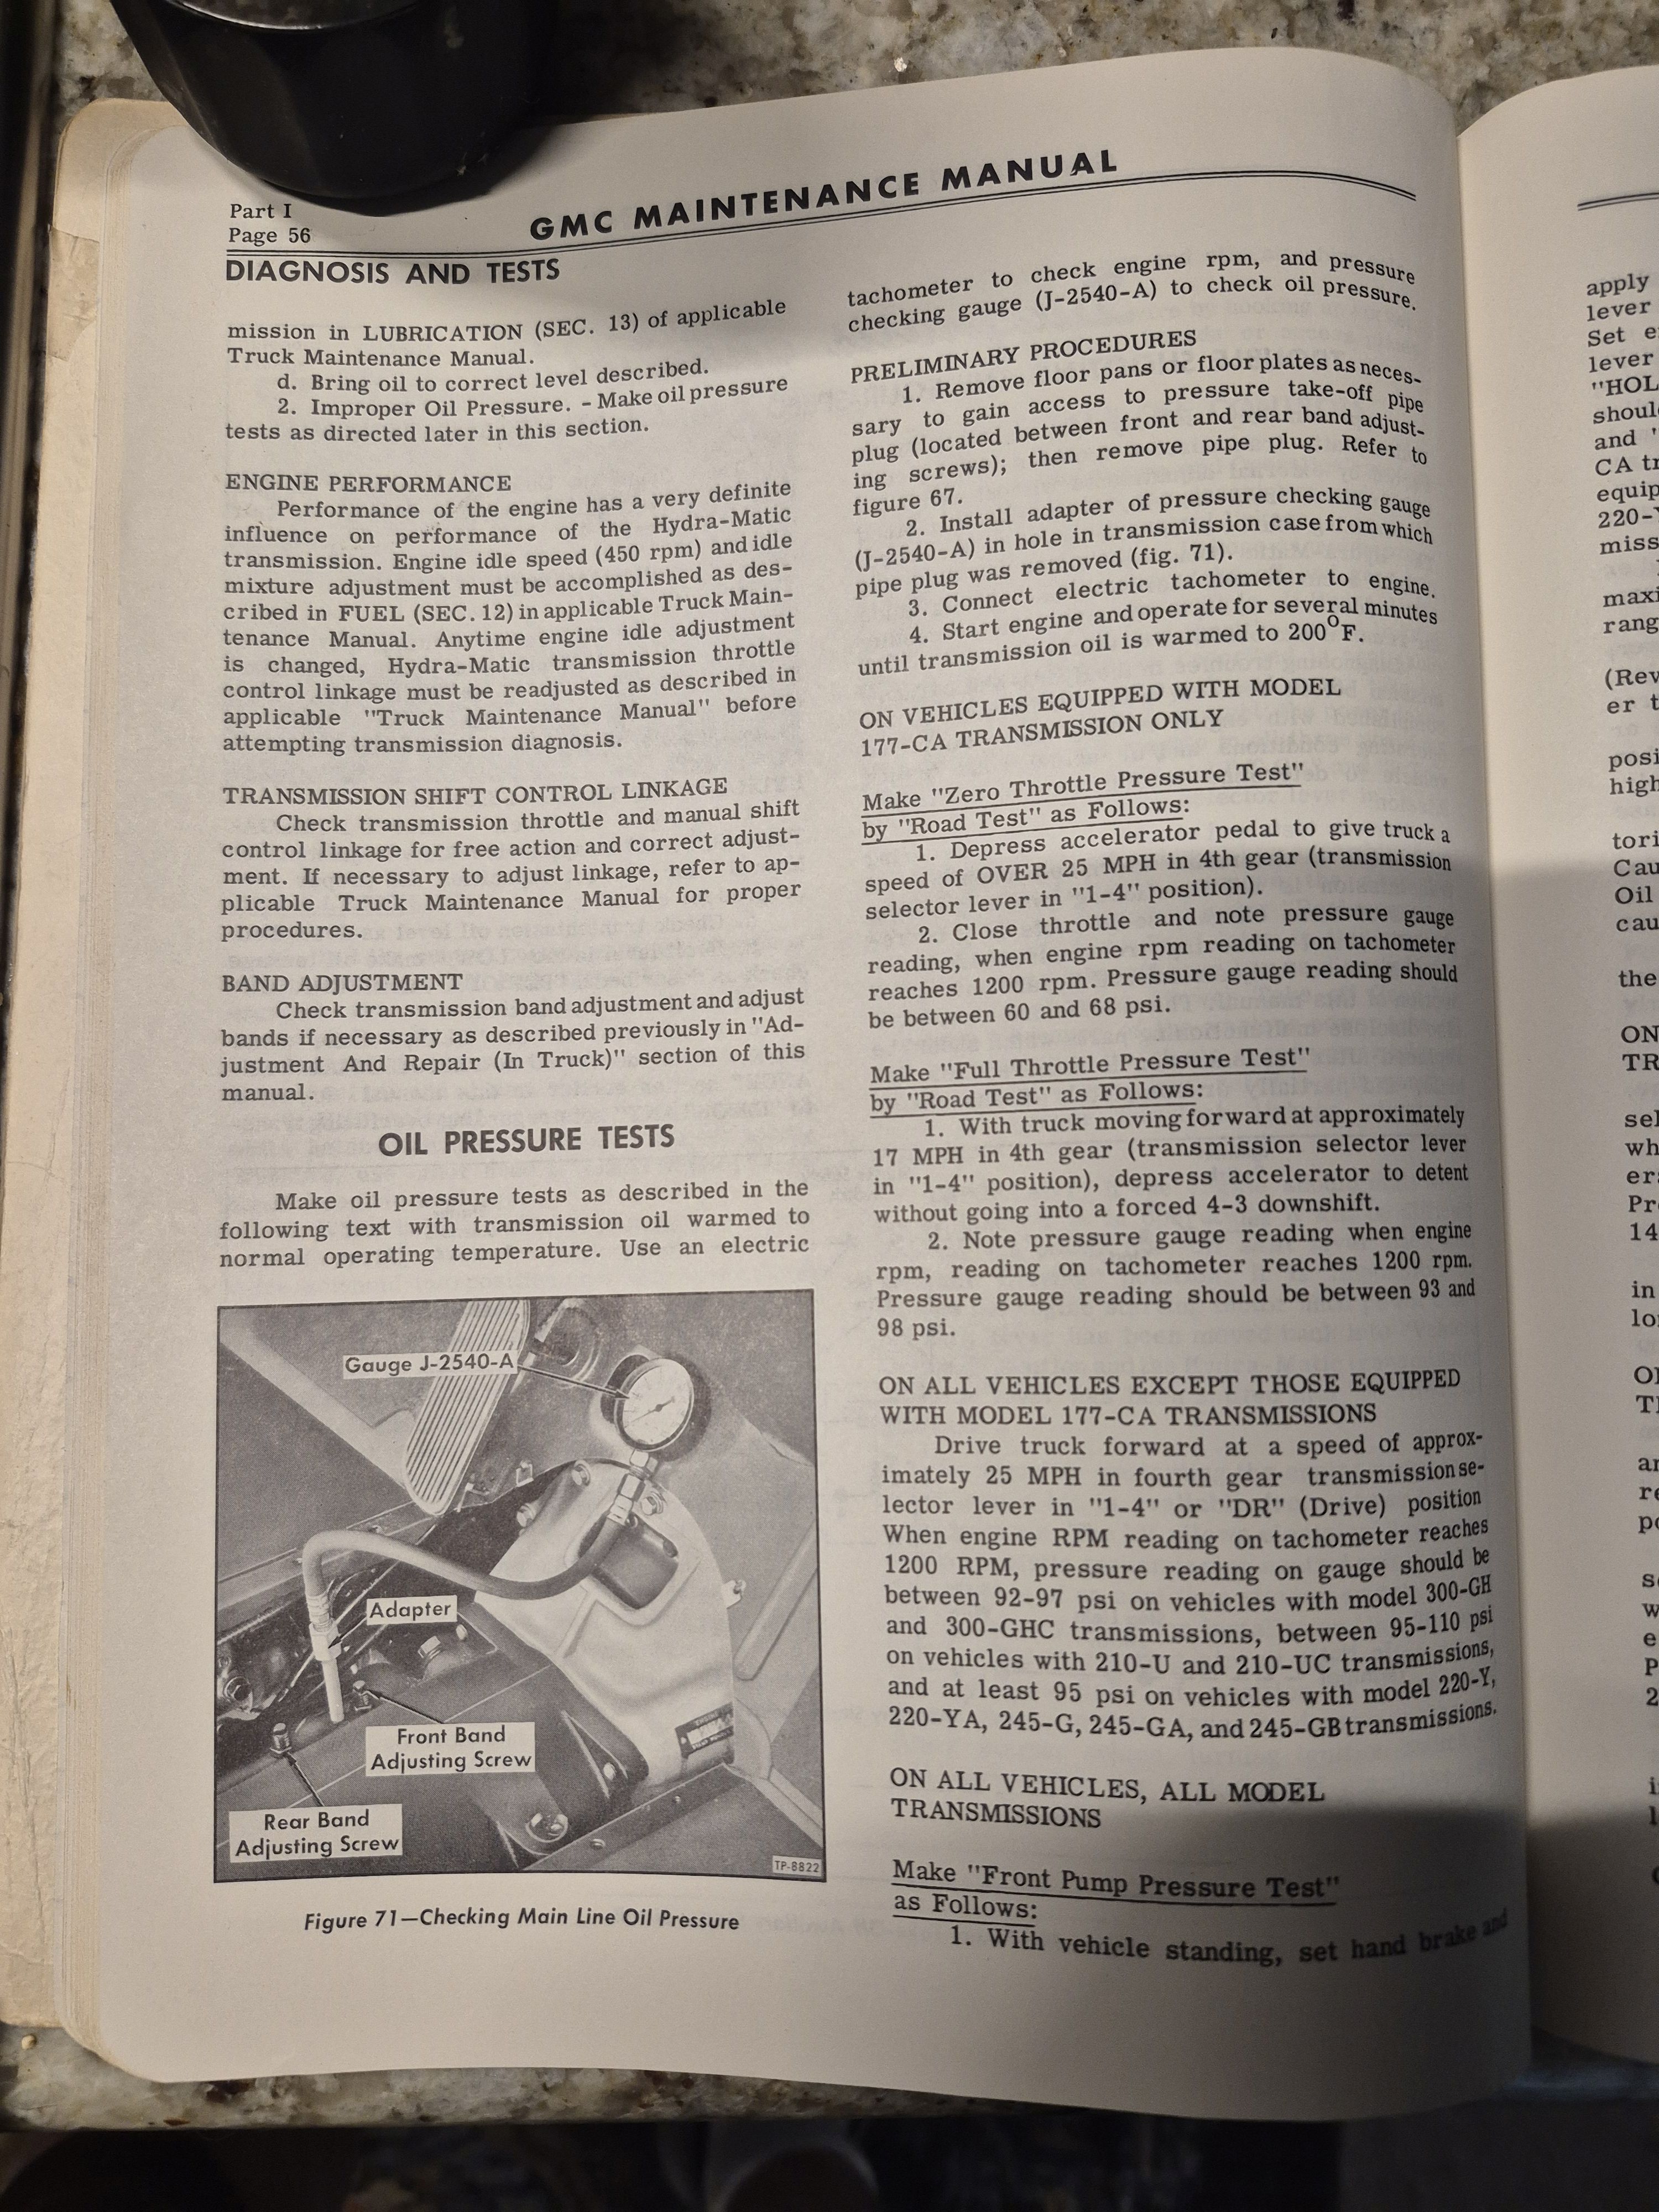 Part I
Page 56
GMC MAINTENANCE MANUAL
DIAGNOSIS AND TESTS
mission in LUBRICATION (SEC. 13) of applicable
Truck Maintenance Manual.
d. Bring oil to correct level described.
2. Improper Oil Pressure. - Make oil pressure
tests as directed later in this section.
ENGINE PERFORMANCE
Performance of the engine has a very definite
influence on performance of the Hydra-Matic
transmission. Engine idle speed (450 rpm) and idle
mixture adjustment must be accomplished as des-
cribed in FUEL (SEC. 12) in applicable Truck Main-
tenance Manual. Anytime engine idle adjustment
is changed, Hydra-Matic transmission throttle
control linkage must be readjusted as described in
applicable "Truck Maintenance Manual" before
attempting transmission diagnosis.
TRANSMISSION SHIFT CONTROL LINKAGE
Check transmission throttle and manual shift
control linkage for free action and correct adjust-
ment. If necessary to adjust linkage, refer to ap-
plicable Truck Maintenance Manual for proper
procedures.
BAND ADJUSTMENT
Check transmission band adjustment and adjust
bands if necessary as described previously in "Ad-
justment And Repair (In Truck)" section of this
manual.
OIL PRESSURE TESTS
Make oil pressure tests as described in the
following text with transmission oil warmed to
normal operating temperature. Use an electric
Gauge J-2540-A
Adapter
Front Band
Adjusting Screw
Rear Band
Adjusting Screw
TP-8822
Figure 71—Checking Main Line Oil Pressure
tachometer to check engine rpm, and pressure
checking gauge (J-2540-A) to check oil pressure.
PRELIMINARY PROCEDURES
1. Remove floor pans or floor plates as neces-
sary to gain access to pressure take-off pipe
plug (located between front and rear band adjust-
ing screws); then remove pipe plug. Refer to
figure 67.
2. Install adapter of pressure checking gauge
(J-2540-A) in hole in transmission case from which
pipe plug was removed (fig. 71).
3. Connect electric tachometer to engine.
4. Start engine and operate for several minutes
until transmission oil is warmed to 200°F.
ON VEHICLES EQUIPPED WITH MODEL
177-CA TRANSMISSION ONLY
Make "Zero Throttle Pressure Test"
by "Road Test" as Follows:
1. Depress accelerator pedal to give truck a
speed of OVER 25 MPH in 4th gear (transmission
selector lever in "1-4" position).
2. Close throttle and note pressure gauge
reading, when engine rpm reading on tachometer
reaches 1200 rpm. Pressure gauge reading should
be between 60 and 68 psi.
Make "Full Throttle Pressure Test"
by "Road Test" as Follows:
1. With truck moving forward at approximately
17 MPH in 4th gear (transmission selector lever
in "1-4" position), depress accelerator to detent
without going into a forced 4-3 downshift.
2. Note pressure gauge reading when engine
rpm, reading on tachometer reaches 1200 rpm.
Pressure gauge reading should be between 93 and
98 psi.
ON ALL VEHICLES EXCEPT THOSE EQUIPPED
WITH MODEL 177-CA TRANSMISSIONS
Drive truck forward at a speed of approx-
imately 25 MPH in fourth gear transmission se-
lector lever in "1-4" or "DR" (Drive) position
When engine RPM reading on tachometer reaches
1200 RPM, pressure reading on gauge should be
between 92-97 psi on vehicles with model 300-GH
and 300-GHC transmissions, between 95-110 psi
on vehicles with 210-U and 210-UC transmissions,
and at least 95 psi on vehicles with model 220-Y,
220-YA, 245-G, 245-GA, and 245-GB transmissions.
ON ALL VEHICLES, ALL MODEL
TRANSMISSIONS
Make "Front Pump Pressure Test"
as Follows:
1. With vehicle standing, set hand brake and
apply
lever
Set
lever
"HOL
and
CA
220-
(Rev
er
Oil
the
ON
14
in